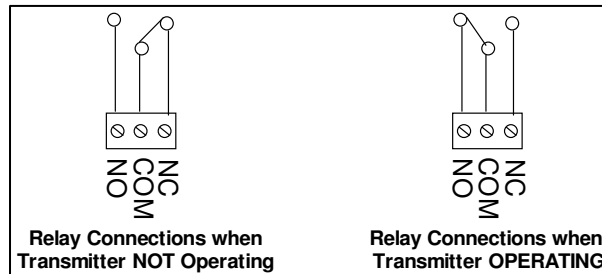 NO COM NC
NO COM NC
Relay Connections when
Transmitter NOT Operating
Relay Connections when
Transmitter OPERATING